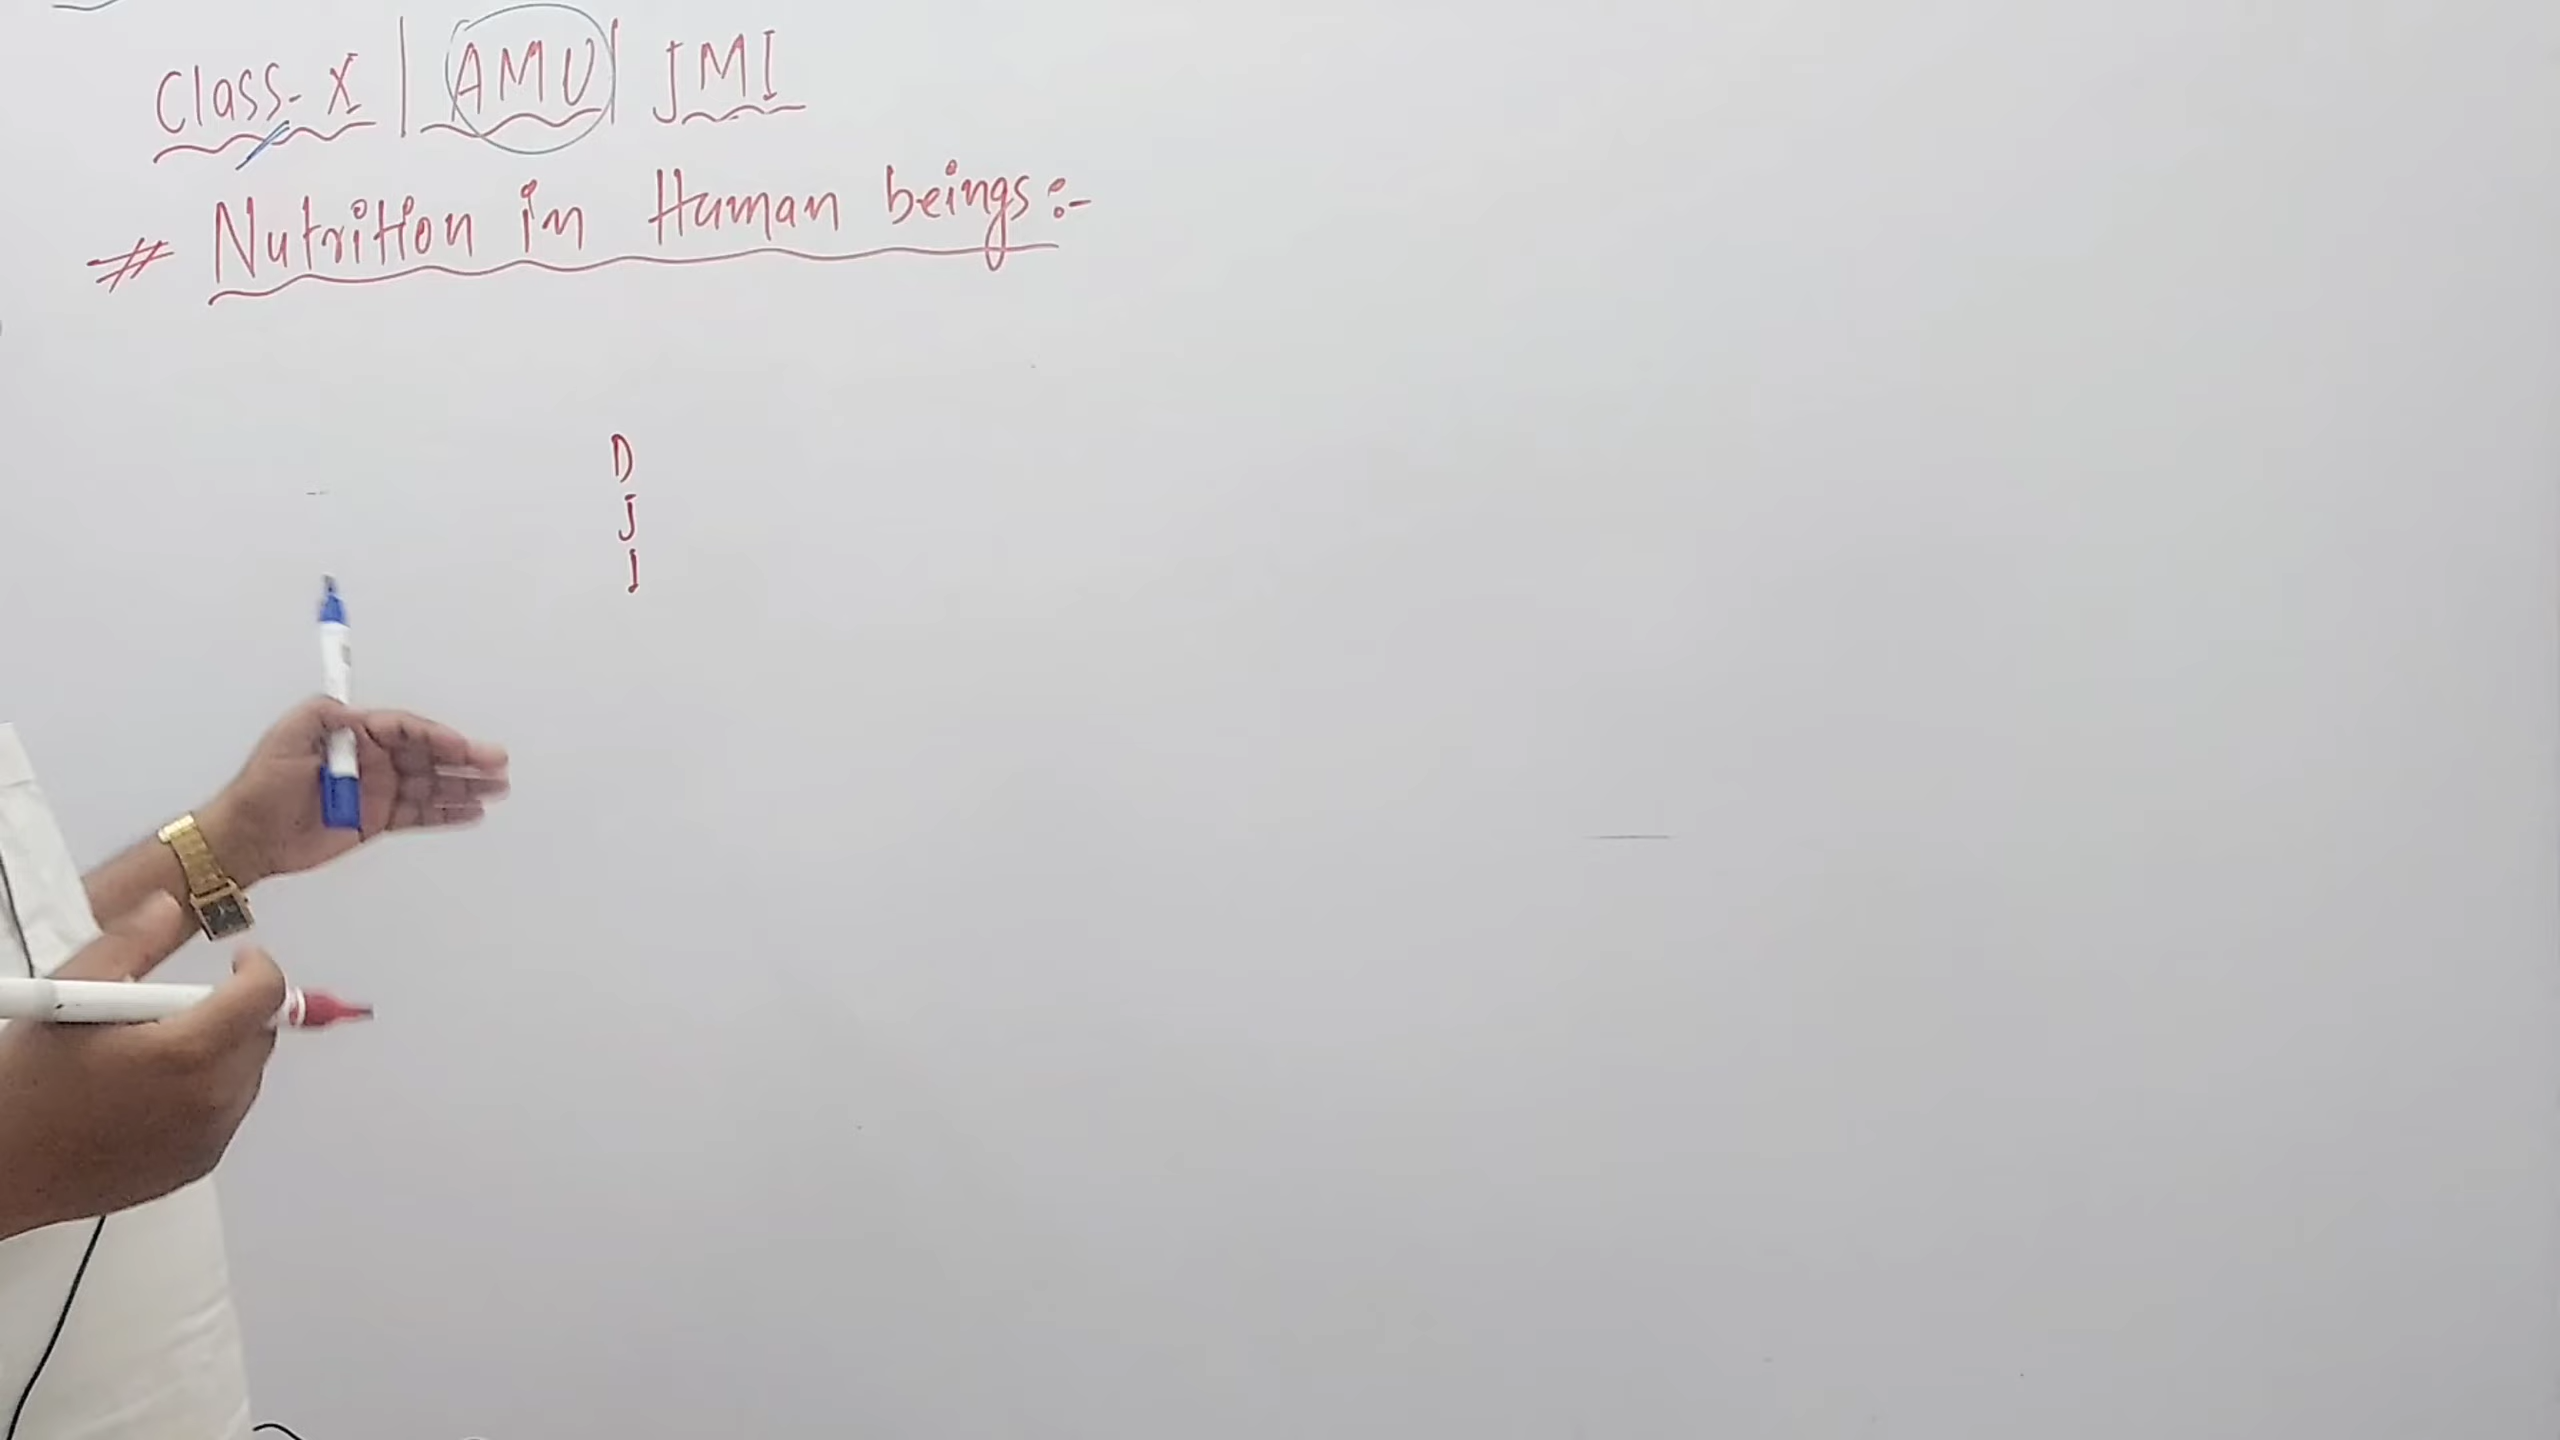 Class-X | AMU | JMI
# Nutrition in Human beings:-
D
J
I